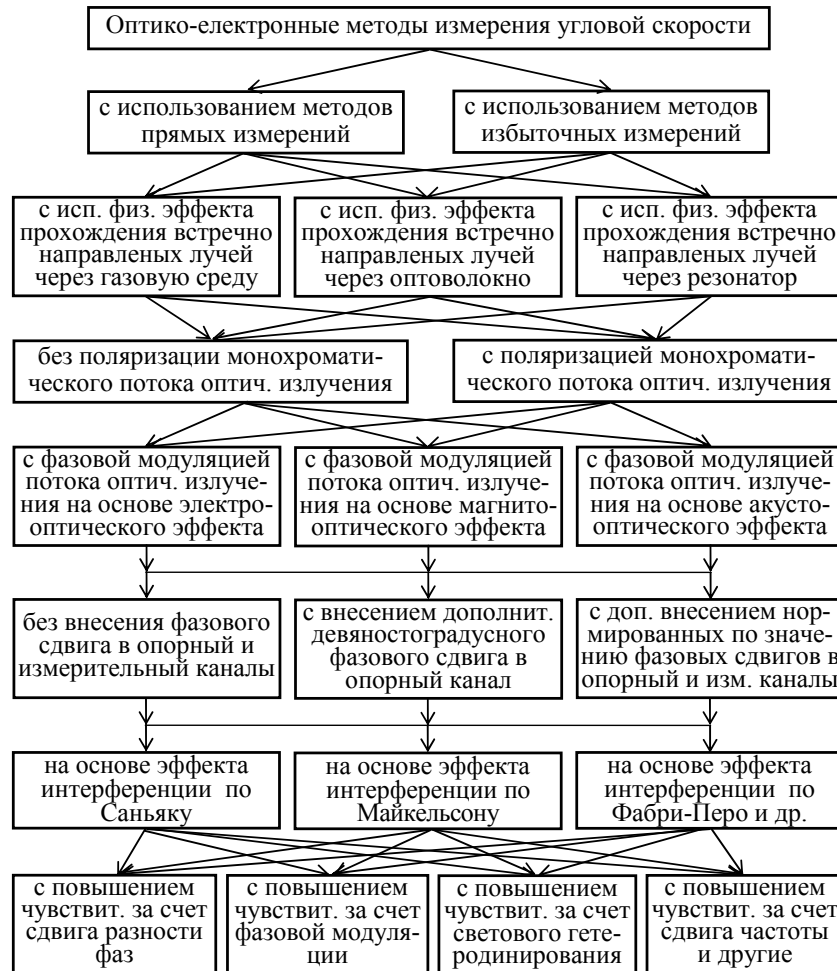 Оптико-електронные методы измерения угловой скорости
с использованием методов
прямых измерений
с использованием методов
избыточных измерений
с исп. физ. эффекта
прохождения встречно
направленых лучей
через газовую среду
с исп. физ. эффекта
прохождения встречно
направленых лучей
через оптоволокно
с исп. физ. эффекта
прохождения встречно
направленых лучей
через резонатор
без поляризации монохромати-
ческого потока оптич. излучения
с поляризацией монохромати-
ческого потока оптич. излучения
с фазовой модуляцией
потока оптич. излуче-
ния на основе электро-
оптического эффекта
с фазовой модуляцией
потока оптич. излуче-
ния на основе магнито-
оптического эффекта
с фазовой модуляцией
потока оптич. излуче-
ния на основе акусто-
оптического эффекта
без внесения фазового
сдвига в опорный и
измерительный каналы
с внесением дополнит.
девяностоградусного
фазового сдвига в
опорный канал
с доп. внесением нор-
мированных по значе-
нию фазовых сдвигов в
опорный и изм. каналы
на основе эффекта
интерференции по
Саньяку
на основе эффекта
интерференции по
Майкельсону
на основе эффекта
интерференции по
Фабри-Перо и др.
с повышением
чувствит. за счет
сдвига разности
фаз
с повышением
чувствит. за счет
фазовой модуля-
ции
с повышением
чувствит. за счет
светового гете-
родинирования
с повышением
чувствит. за счет
сдвига частоты
и другие